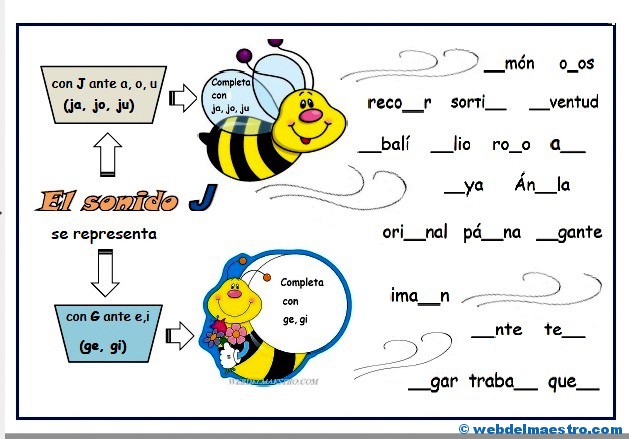 con J ante a, o, u
(ja, jo, ju)
El sonido J
se representa
con G ante e,i
(ge, gi)
Completa
con
ja, jo, ju
Completa
con
ge, gi
WEBDELMAESTRO.COM
__món o_os
reco__r sorti__ __ventud
__balí __lio ro_o a__
__ya Án__la
ori__nal pá__na __gante
ima__n
__nte te__
__gar traba__ que__
© webdelmaestro.com